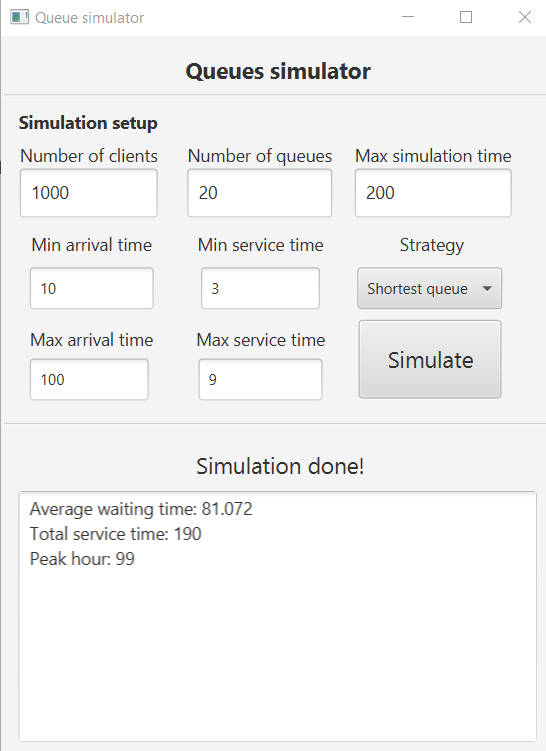 Queue simulator
Queues simulator
Simulation setup
Number of clients Number of queues Max simulation time
1000 20 200
Min arrival time Min service time Strategy
10 3 Shortest queue
Max arrival time Max service time Simulate
100 9
Simulation done!
Average waiting time: 81.072
Total service time: 190
Peak hour: 99